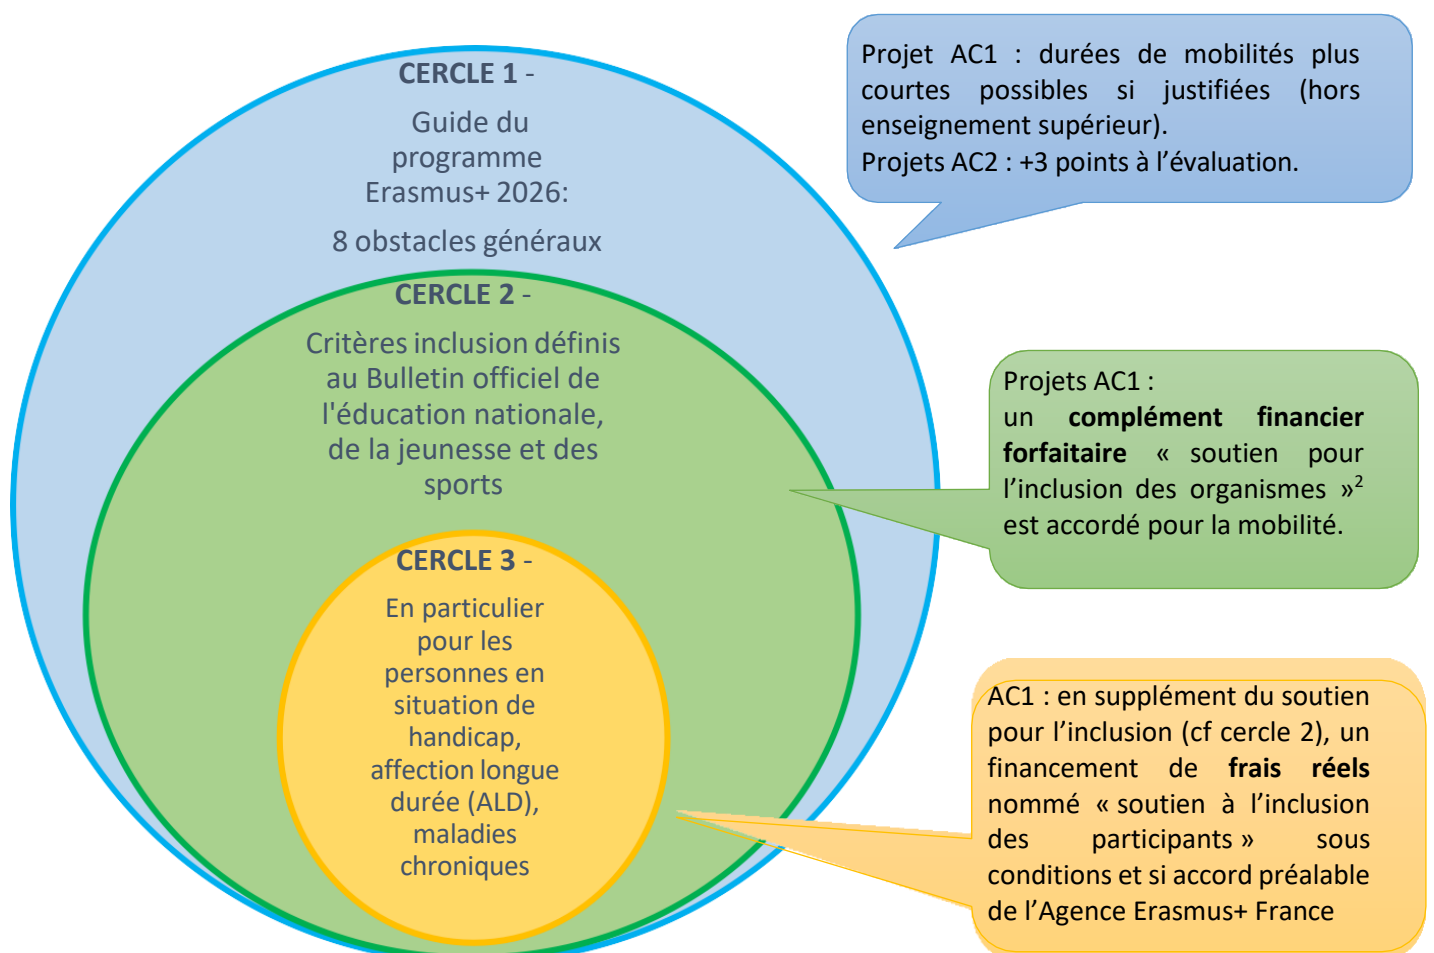 CERCLE 1 -
Guide du
programme
Erasmus+ 2026:
8 obstacles généraux
CERCLE 2 -
Critères inclusion définis
au Bulletin officiel de
l'éducation nationale,
de la jeunesse et des
sports
CERCLE 3 -
En particulier
pour les
personnes en
situation de
handicap,
affection longue
durée (ALD),
maladies
chroniques
Projet AC1 : durées de mobilités plus
courtes possibles si justifiées (hors
enseignement supérieur).
Projets AC2 : +3 points à l’évaluation.
Projets AC1 :
un complément financier
forfaitaire « soutien pour
l’inclusion des organismes »2
est accordé pour la mobilité.
AC1 : en supplément du soutien
pour l’inclusion (cf cercle 2), un
financement de frais réels
nommé « soutien à l’inclusion
des participants » sous
conditions et si accord préalable
de l’Agence Erasmus+ France